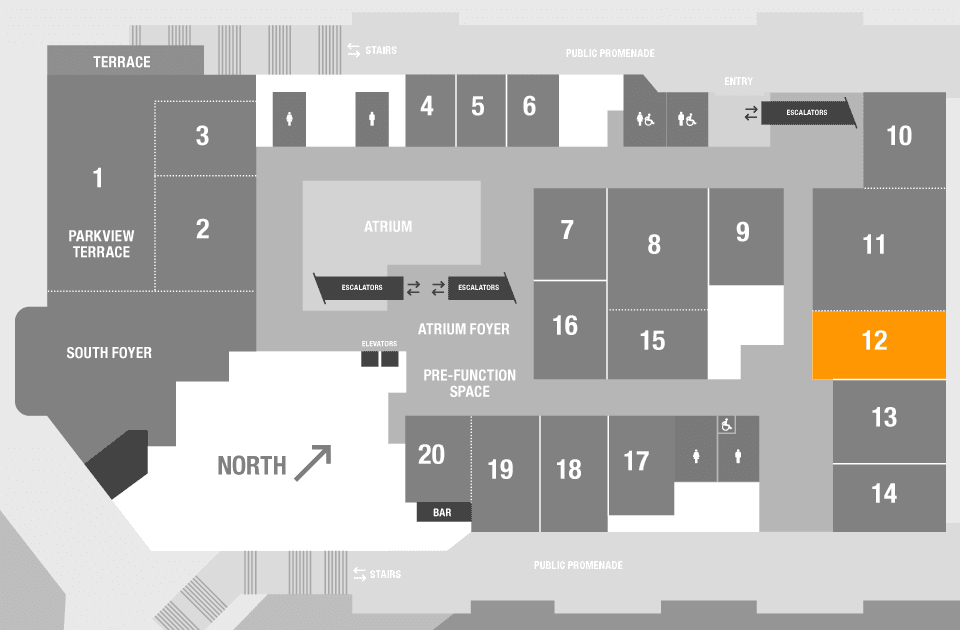 TERRACE
STAIRS
PUBLIC PROMENADE
ENTRY
ESCALATORS
4
5
6
10
3
1
2
PARKVIEW
TERRACE
ATRIUM
7
8
9
11
ESCALATORS
ESCALATORS
ATRIUM FOYER
16
15
12
ELEVATORS
SOUTH FOYER
PRE-FUNCTION
SPACE
13
NORTH
20
19
18
17
14
BAR
PUBLIC PROMENADE
STAIRS